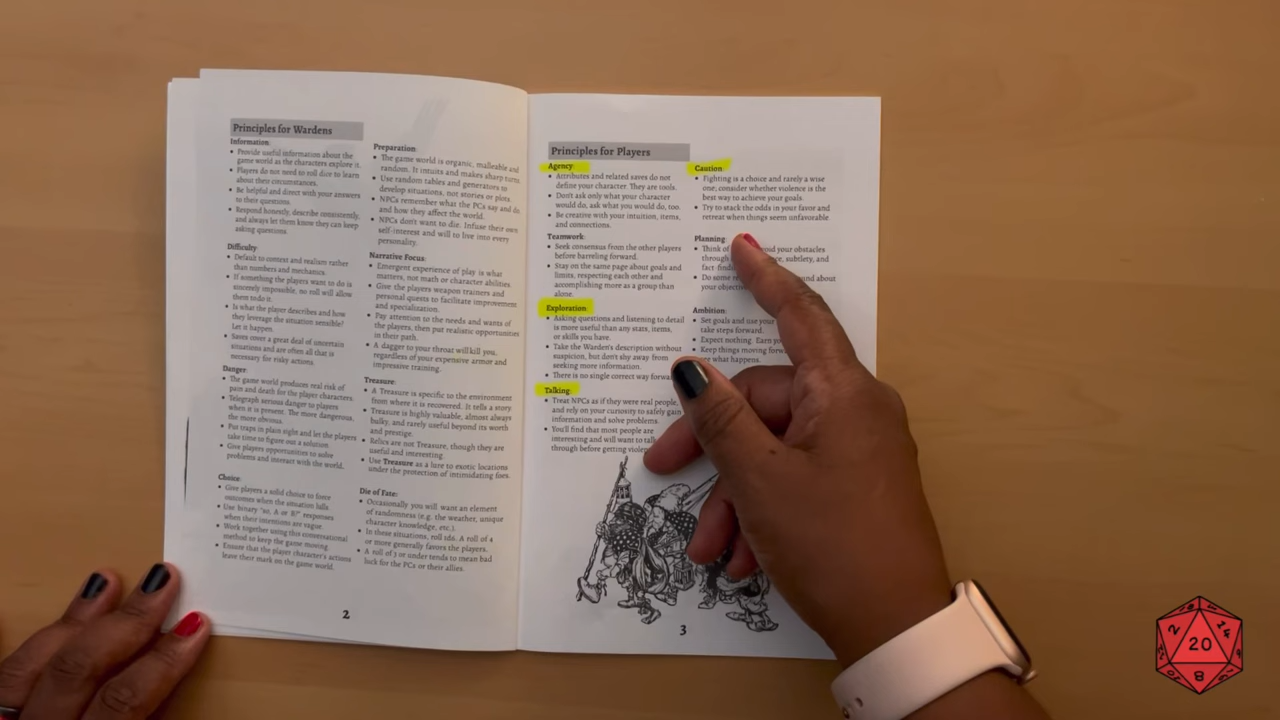 Principles for Wardens
Information:
• Provide useful information about the
game world as the characters explore it.
• Players do not need to roll dice to learn
about their circumstances.
• Be helpful and direct with your answers
to their questions.
• Respond honestly, describe consistently,
and always let them know they can keep
asking questions.
Difficulty:
• Default to context and realism rather
than numbers and mechanics.
• If something the players want to do is
sincerely impossible, no roll will allow
them to do it.
• Is what the player describes and how
they leverage the situation sensible?
Let it happen.
• Saves cover a great deal of uncertain
situations and are often all that is
necessary for risky actions.
Danger:
• The game world produces real risk of
pain and death for the player characters.
• Telegraph serious danger to players
when it is present. The more dangerous,
the more obvious.
• Put traps in plain sight and let the players
take time to figure out a solution.
• Give players opportunities to solve
problems and interact with the world.
Choice:
• Give players a solid choice to force
outcomes when the situation lulls.
• Use binary "so, A or B?" responses
when their intentions are vague.
• Work together using this conversational
method to keep the game moving.
• Ensure that the player character's actions
leave their mark on the game world.
Preparation:
• The game world is organic, malleable and
random. It intuits and makes sharp turns.
• Use random tables and generators to
develop situations, not stories or plots.
• NPCs remember what the PCs say and do,
and how they affect the world.
• NPCs don't want to die. Infuse their own
self-interest and will to live into every
personality.
Narrative Focus:
• Emergent experience of play is what
matters, not math or character abilities.
• Give the players weapon trainers and
personal quests to facilitate improvement
and specialization.
• Pay attention to the needs and wants of
the players, then put realistic opportunities
in their path.
• A dagger to your throat will kill you,
regardless of your expensive armor and
impressive training.
Treasure:
• A Treasure is specific to the environment
from where it is recovered. It tells a story.
• Treasure is highly valuable, almost always
bulky, and rarely useful beyond its worth
and prestige.
• Relics are not Treasure, though they are
useful and interesting.
• Use Treasure as a lure to exotic locations
under the protection of intimidating foes.
Die of Fate:
• Occasionally you will want an element
of randomness (e.g. the weather, unique
character knowledge, etc.).
• In these situations, roll 1d6. A roll of 4
or more generally favors the players.
• A roll of 3 or under tends to mean bad
luck for the PCs or their allies.
2
Principles for Players
Agency:
• Attributes and related saves do not
define your character. They are tools.
• Don't ask only what your character
would do, ask what you would do, too.
• Be creative with your intuition, items,
and connections.
Teamwork:
• Seek consensus from the other players
before barreling forward.
• Stay on the same page about goals and
limits, respecting each other and
accomplishing more as a group than
alone.
Exploration:
• Asking questions and listening to detail
is more useful than any stats, items,
or skills you have.
• Take the Warden's description without
suspicion, but don't shy away from
seeking more information.
• There is no single correct way forward
Talking:
• Treat NPCs as if they were real people,
and rely on your curiosity to safely gain
information and solve problems.
• You'll find that most people are
interesting and will want to talk
through before getting violent
Caution:
• Fighting is a choice and rarely a wise
one; consider whether violence is the
best way to achieve your goals.
• Try to stack the odds in your favor and
retreat when things seem unfavorable.
Planning:
• Think of your obstacles
through subtlety, and
fact
• Do some about
your
Ambition:
• Set goals and use your
take steps forward.
• Expect nothing. Earn
• Keep things moving
see what happens.
3
20
2
14
8